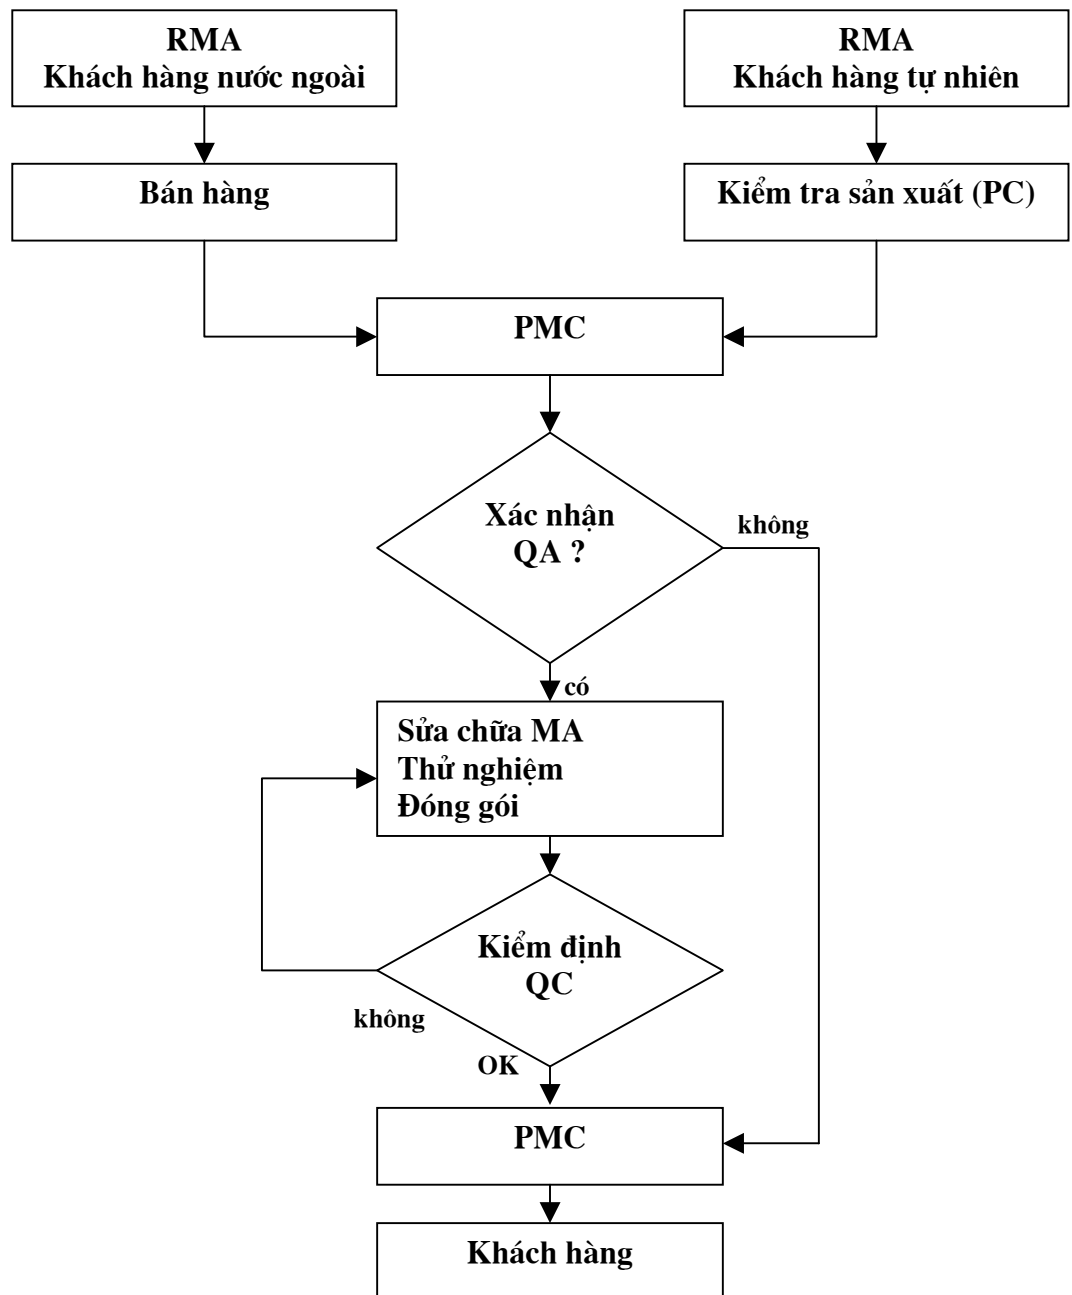 RMA
Khách hàng nước ngoài
RMA
Khách hàng tự nhiên
Bán hàng
Kiểm tra sản xuất (PC)
PMC
Xác nhận
QA ?
không
có
Sửa chữa MA
Thử nghiệm
Đóng gói
Kiểm định
QC
không
OK
PMC
Khách hàng